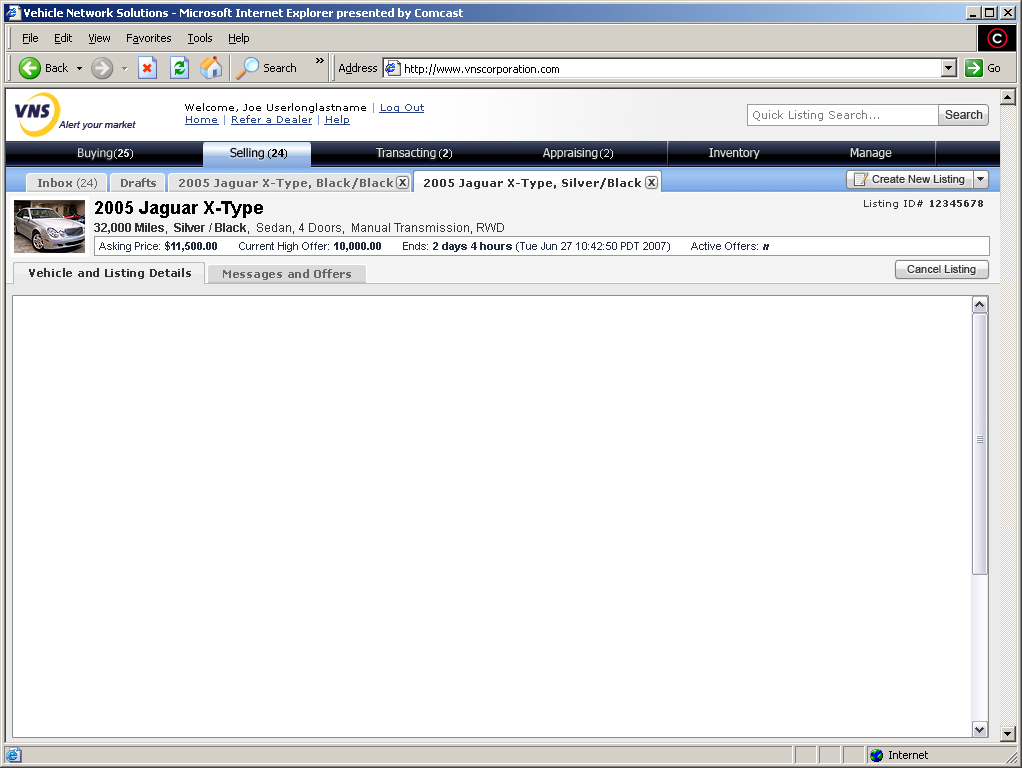 Vehicle Network Solutions - Microsoft Internet Explorer presented by Comcast
File Edit View Favorites Tools Help
Back Search » Address http://www.vnscorporation.com Go
VNS Alert your market
Welcome, Joe Userlonglastname | Log Out
Home | Refer a Dealer | Help
Quick Listing Search... Search
Buying(25) Selling (24) Transacting (2) Appraising(2) Inventory Manage
Inbox (24) Drafts 2005 Jaguar X-Type, Black/Black 2005 Jaguar X-Type, Silver/Black Create New Listing
2005 Jaguar X-Type Listing ID# 12345678
32,000 Miles, Silver / Black, Sedan, 4 Doors, Manual Transmission, RWD
Asking Price: $11,500.00 Current High Offer: 10,000.00 Ends: 2 days 4 hours (Tue Jun 27 10:42:50 PDT 2007) Active Offers: n
Vehicle and Listing Details Messages and Offers Cancel Listing
Internet